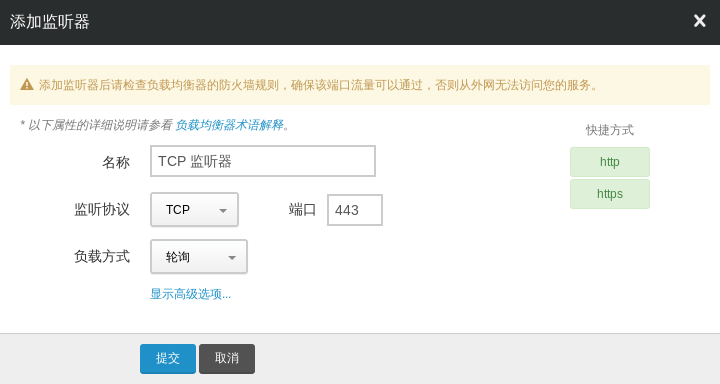 添加监听器
添加监听器后请检查负载均衡器的防火墙规则，确保该端口流量可以通过，否则从外网无法访问您的服务。
* 以下属性的详细说明请参看 负载均衡器术语解释。
快捷方式
名称 TCP 监听器
http
https
监听协议 TCP 端口 443
负载方式 轮询
显示高级选项...
提交 取消